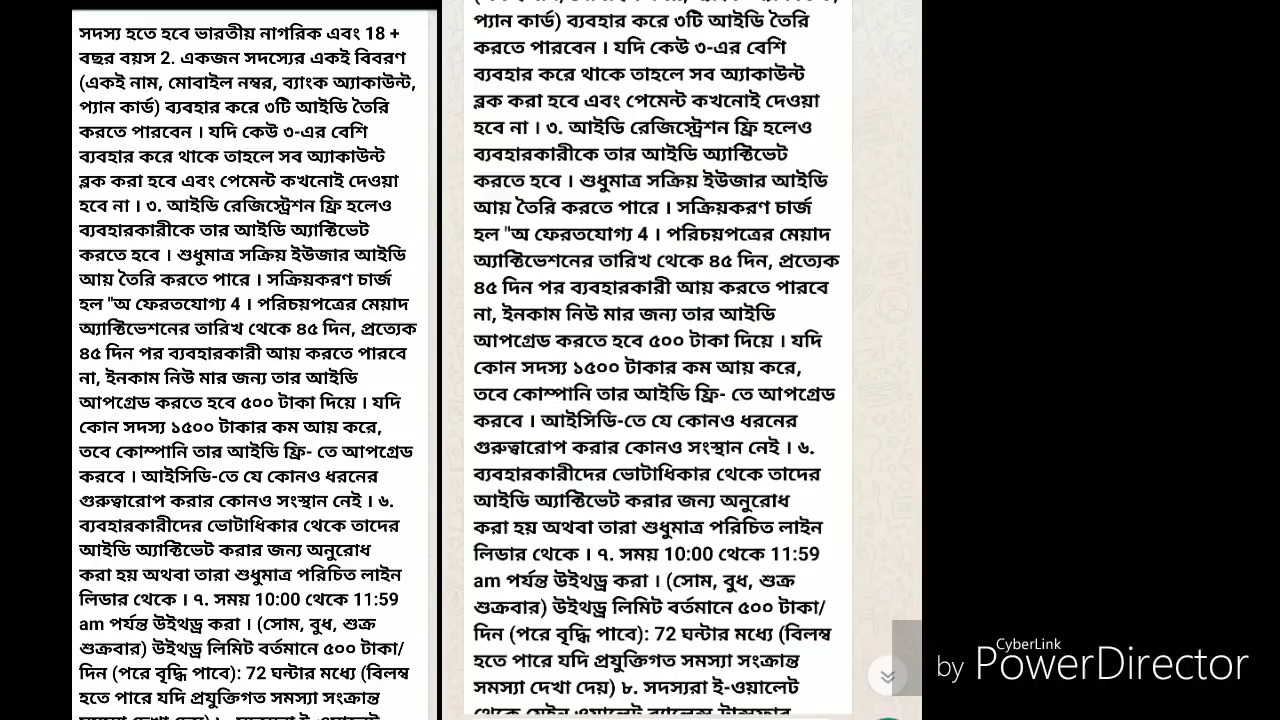 সদস্য হতে হবে ভারতীয় নাগরিক এবং 18 +
বছর বয়স 2. একজন সদস্যের একই বিবরণ
(একই নাম, মোবাইল নম্বর, ব্যাংক অ্যাকাউন্ট,
প্যান কার্ড) ব্যবহার করে ৩টি আইডি তৈরি
করতে পারবেন । যদি কেউ ৩-এর বেশি
ব্যবহার করে থাকে তাহলে সব অ্যাকাউন্ট
ব্লক করা হবে এবং পেমেন্ট কখনোই দেওয়া
হবে না । ৩. আইডি রেজিস্ট্রেশন ফ্রি হলেও
ব্যবহারকারীকে তার আইডি অ্যাক্টিভেট
করতে হবে । শুধুমাত্র সক্রিয় ইউজার আইডি
আয় তৈরি করতে পারে । সক্রিয়করণ চার্জ
হল "অ ফেরতযোগ্য 4 । পরিচয়পত্রের মেয়াদ
অ্যাক্টিভেশনের তারিখ থেকে ৪৫ দিন, প্রত্যেক
৪৫ দিন পর ব্যবহারকারী আয় করতে পারবে
না, ইনকাম নিউ মার জন্য তার আইডি
আপগ্রেড করতে হবে ৫০০ টাকা দিয়ে । যদি
কোন সদস্য ১৫০০ টাকার কম আয় করে,
তবে কোম্পানি তার আইডি ফ্রি- তে আপগ্রেড
করবে । আইসিডি-তে যে কোনও ধরনের
গুরুত্বারোপ করার কোনও সংস্থান নেই । ৬.
ব্যবহারকারীদের ভোটাধিকার থেকে তাদের
আইডি অ্যাক্টিভেট করার জন্য অনুরোধ
করা হয় অথবা তারা শুধুমাত্র পরিচিত লাইন
লিডার থেকে । ৭. সময় 10:00 থেকে 11:59
am পর্যন্ত উইথড্র করা । (সোম, বুধ, শুক্র
শুক্রবার) উইথড্র লিমিট বর্তমানে ৫০০ টাকা/
দিন (পরে বৃদ্ধি পাবে): 72 ঘন্টার মধ্যে (বিলম্ব
হতে পারে যদি প্রযুক্তিগত সমস্যা সংক্রান্ত
প্যান কার্ড) ব্যবহার করে ৩টি আইডি তৈরি
করতে পারবেন । যদি কেউ ৩-এর বেশি
ব্যবহার করে থাকে তাহলে সব অ্যাকাউন্ট
ব্লক করা হবে এবং পেমেন্ট কখনোই দেওয়া
হবে না । ৩. আইডি রেজিস্ট্রেশন ফ্রি হলেও
ব্যবহারকারীকে তার আইডি অ্যাক্টিভেট
করতে হবে । শুধুমাত্র সক্রিয় ইউজার আইডি
আয় তৈরি করতে পারে । সক্রিয়করণ চার্জ
হল "অ ফেরতযোগ্য 4 । পরিচয়পত্রের মেয়াদ
অ্যাক্টিভেশনের তারিখ থেকে ৪৫ দিন, প্রত্যেক
৪৫ দিন পর ব্যবহারকারী আয় করতে পারবে
না, ইনকাম নিউ মার জন্য তার আইডি
আপগ্রেড করতে হবে ৫০০ টাকা দিয়ে । যদি
কোন সদস্য ১৫০০ টাকার কম আয় করে,
তবে কোম্পানি তার আইডি ফ্রি- তে আপগ্রেড
করবে । আইসিডি-তে যে কোনও ধরনের
গুরুত্বারোপ করার কোনও সংস্থান নেই । ৬.
ব্যবহারকারীদের ভোটাধিকার থেকে তাদের
আইডি অ্যাক্টিভেট করার জন্য অনুরোধ
করা হয় অথবা তারা শুধুমাত্র পরিচিত লাইন
লিডার থেকে । ৭. সময় 10:00 থেকে 11:59
am পর্যন্ত উইথড্র করা । (সোম, বুধ, শুক্র
শুক্রবার) উইথড্র লিমিট বর্তমানে ৫০০ টাকা/
দিন (পরে বৃদ্ধি পাবে): 72 ঘন্টার মধ্যে (বিলম্ব
হতে পারে যদি প্রযুক্তিগত সমস্যা সংক্রান্ত
সমস্যা দেখা দেয়) ৮. সদস্যরা ই-ওয়ালেট
by CyberLink PowerDirector